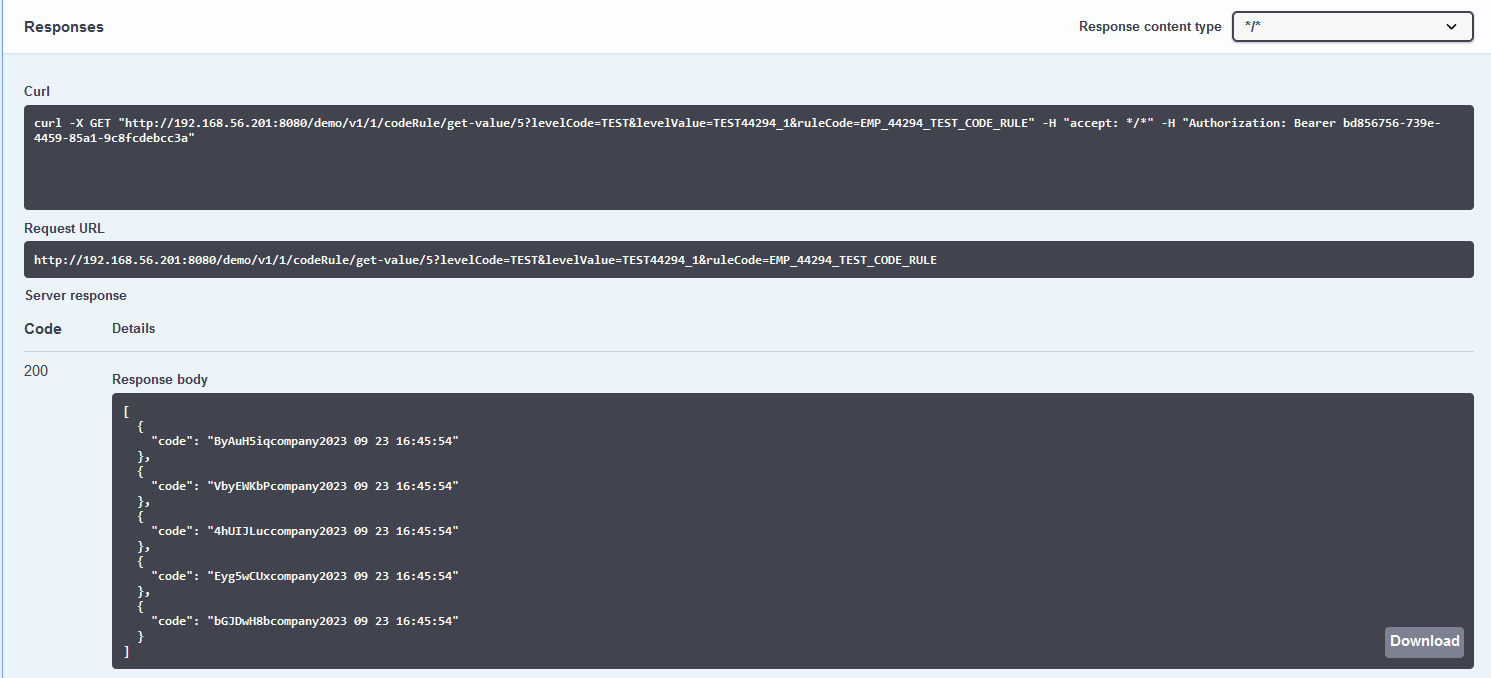 Responses
Response content type
*/*
Curl
curl -X GET "http://192.168.56.201:8080/demo/v1/1/codeRule/get-value/5?levelCode=TEST&levelValue=TEST44294_1&ruleCode=EMP_44294_TEST_CODE_RULE" -H "accept: */*" -H "Authorization: Bearer bd856756-739e-
4459-85a1-9c8fcdebcc3a"
Request URL
http://192.168.56.201:8080/demo/v1/1/codeRule/get-value/5?levelCode=TEST&levelValue=TEST44294_1&ruleCode=EMP_44294_TEST_CODE_RULE
Server response
Code Details
200
Response body
[
{
"code": "ByAuH5iqcompany2023 09 23 16:45:54"
},
{
"code": "VbyEWKbPcompany2023 09 23 16:45:54"
},
{
"code": "4hUIJLuccompany2023 09 23 16:45:54"
},
{
"code": "Eyg5wCUxcompany2023 09 23 16:45:54"
},
{
"code": "bGJDwH8bcompany2023 09 23 16:45:54"
}
]
Download